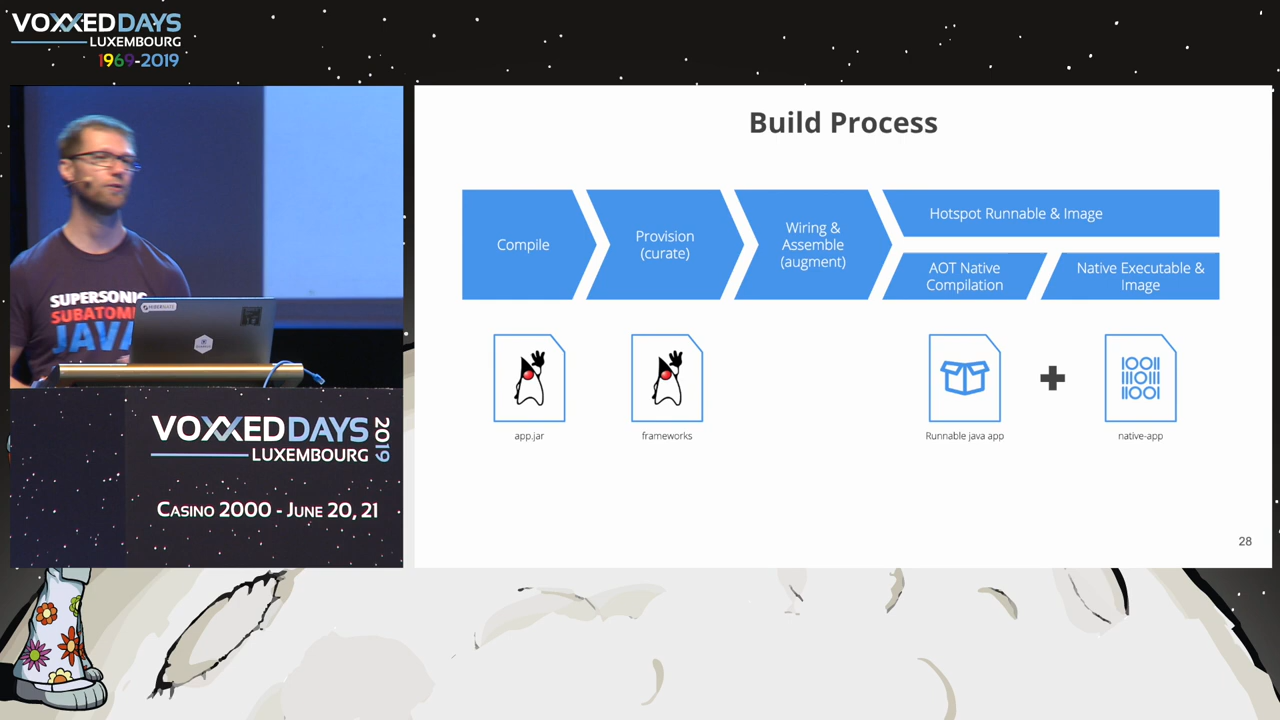 VOXXEDDAYS
LUXEMBOURG
1969-2019
SUPERSONIC
SUBATOMIC
JAVA
VOXXEDDAYS
LUXEMBOURG
2019
CASINO 2000 - JUNE 20, 21
Build Process
Compile
Provision
(curate)
Wiring &
Assemble
(augment)
Hotspot Runnable & Image
AOT Native
Compilation
Native Executable &
Image
app.jar
frameworks
Runnable java app
native-app
28